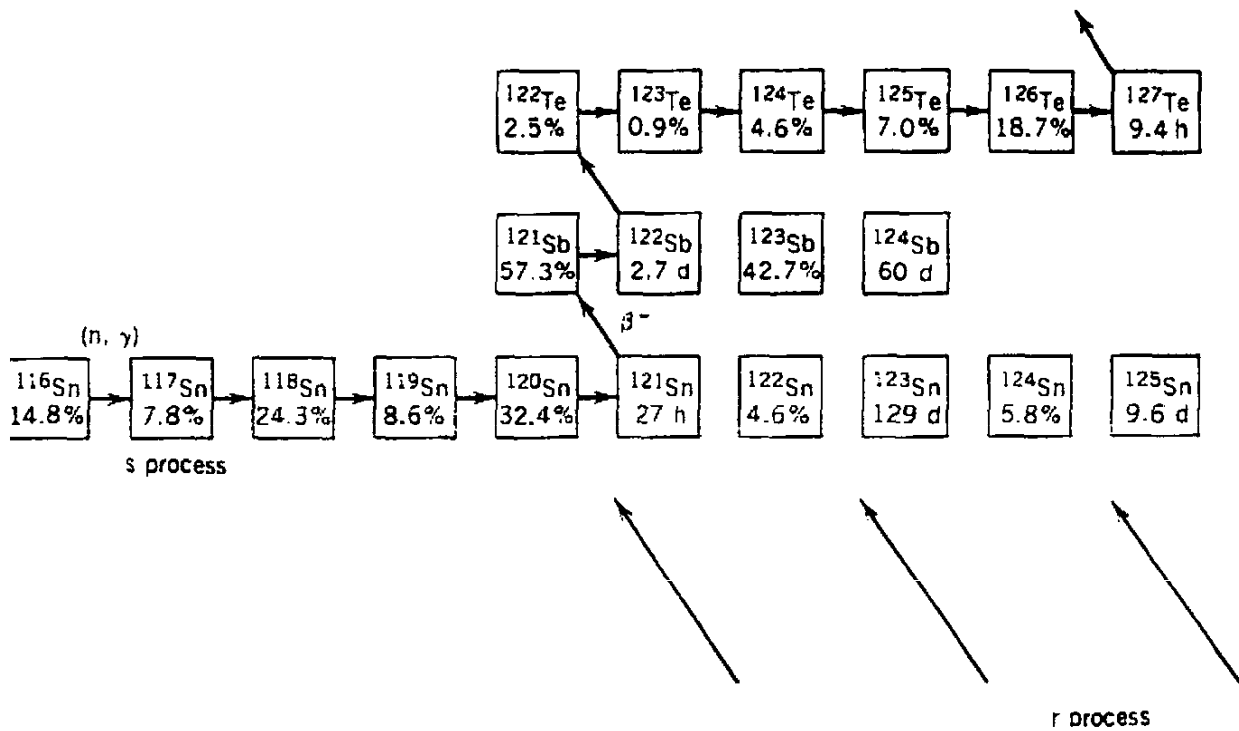 122Te 123Te 124Te 125Te 126Te 127Te
2.5% 0.9% 4.6% 7.0% 18.7% 9.4 h
121Sb 122Sb 123Sb 124Sb
57.3% 2.7 d 42.7% 60 d
β−
(n, γ)
116Sn 117Sn 118Sn 119Sn 120Sn 121Sn 122Sn 123Sn 124Sn 125Sn
14.8% 7.8% 24.3% 8.6% 32.4% 27 h 4.6% 129 d 5.8% 9.6 d
s process
r process